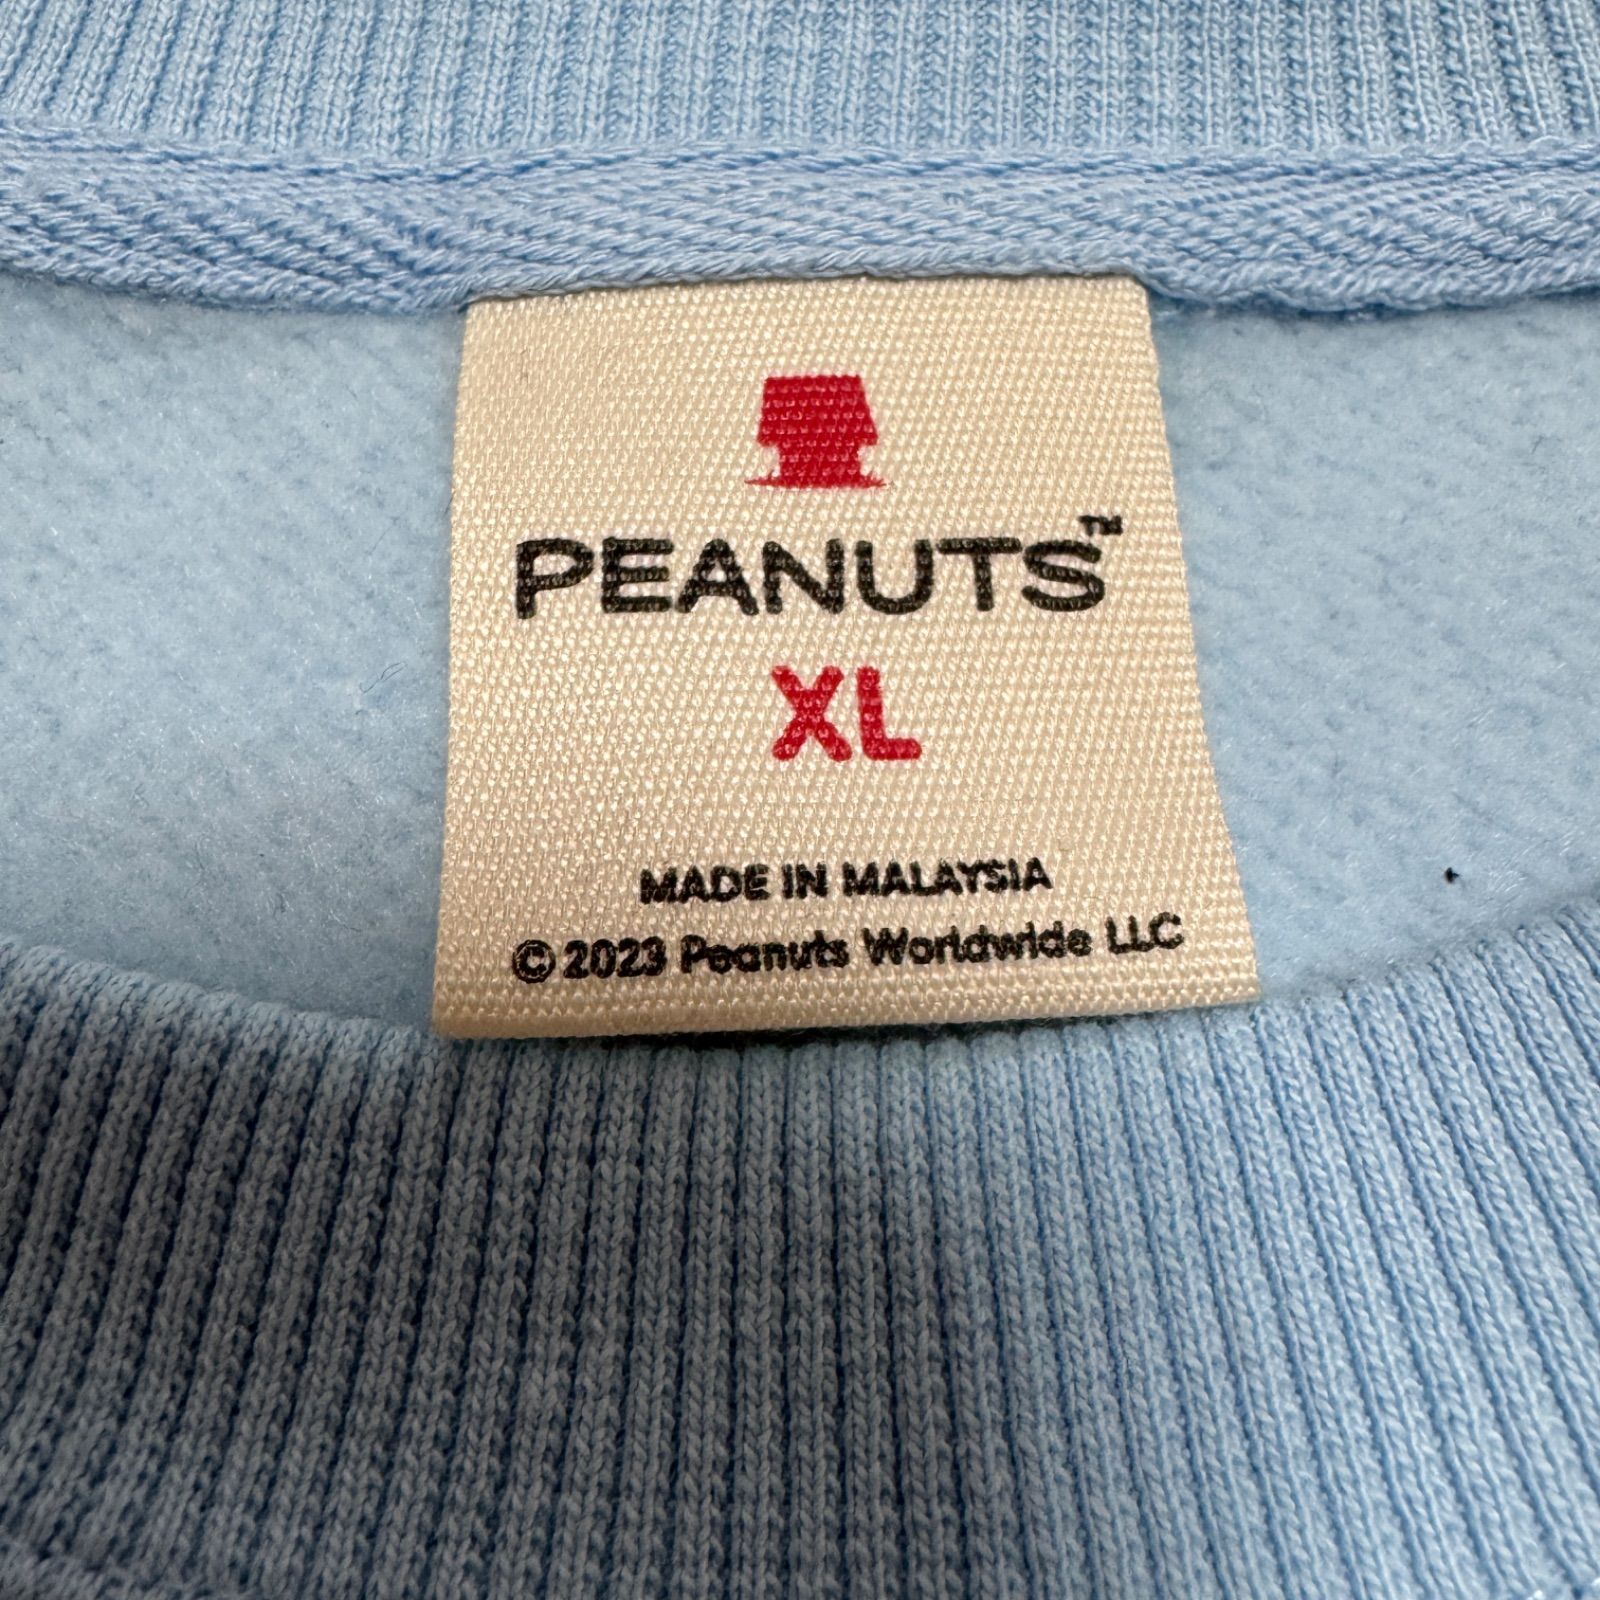 PEANUTS™
XL
MADE IN MALAYSIA
© 2023 Peanuts Worldwide LLC